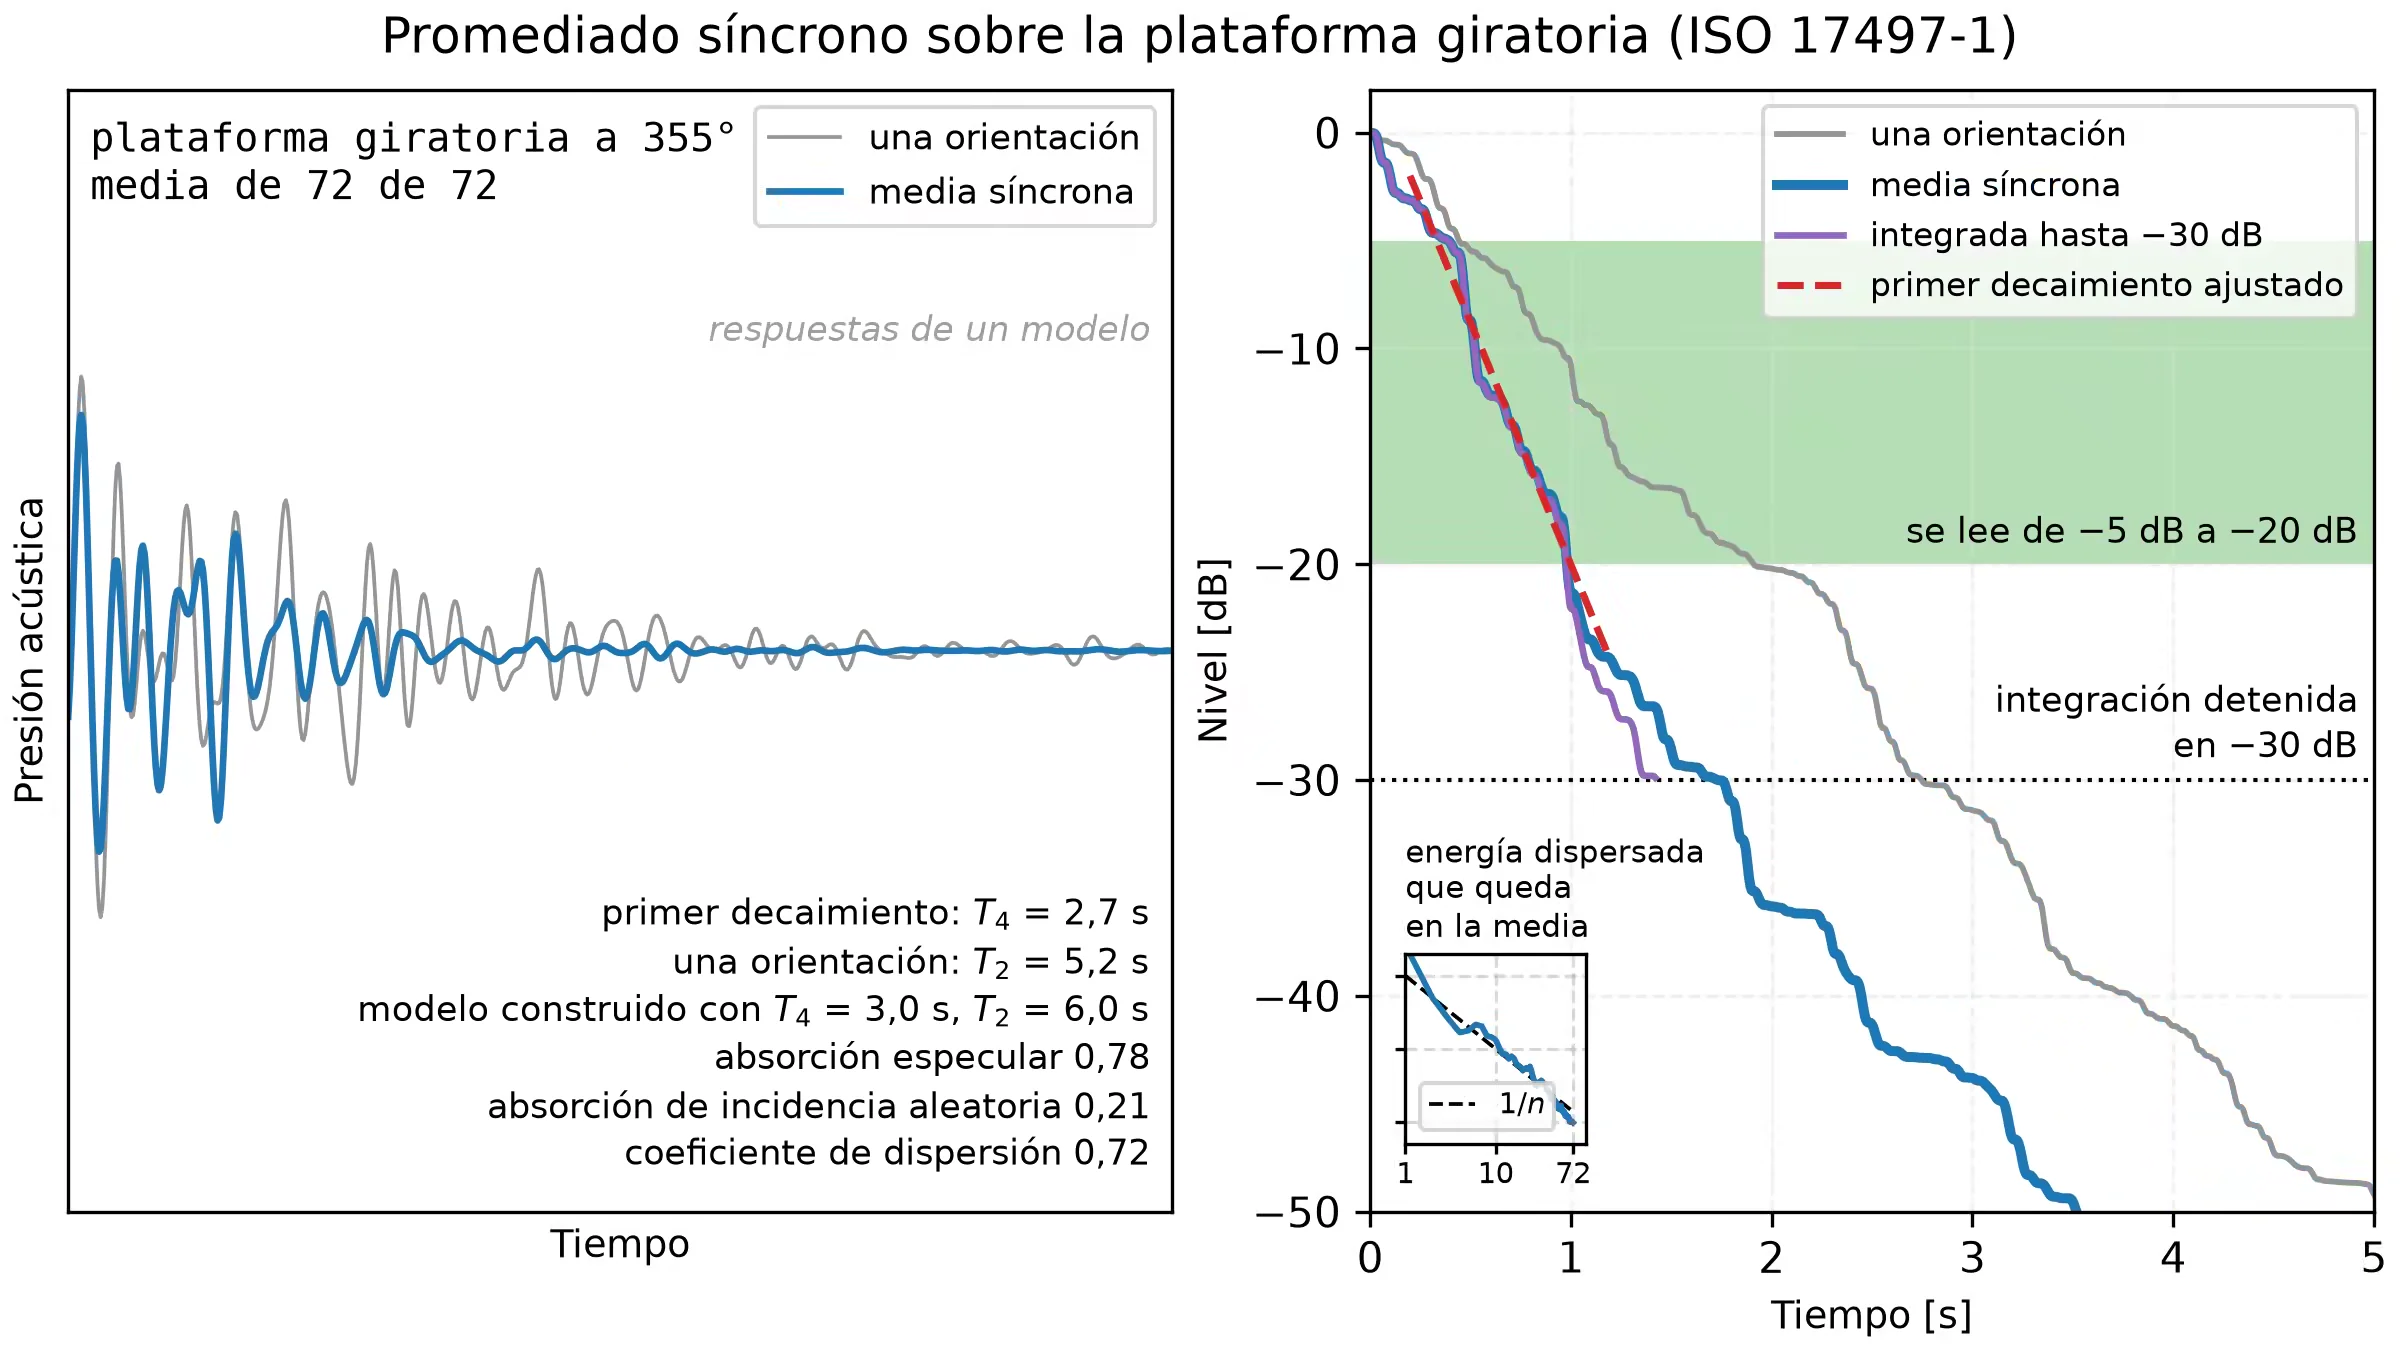 Promediado síncrono sobre la plataforma giratoria (ISO 17497-1)
plataforma giratoria a 355°
media de 72 de 72
una orientación
media síncrona
respuestas de un modelo
Presión acústica
primer decaimiento: T4 = 2,7 s
una orientación: T2 = 5,2 s
modelo construido con T4 = 3,0 s, T2 = 6,0 s
absorción especular 0,78
absorción de incidencia aleatoria 0,21
coeficiente de dispersión 0,72
Tiempo
una orientación
media síncrona
integrada hasta −30 dB
primer decaimiento ajustado
se lee de −5 dB a −20 dB
integración detenida
en −30 dB
Nivel [dB]
0
−10
−20
−30
−40
−50
energía dispersada
que queda
en la media
1/n
1 10 72
0 1 2 3 4 5
Tiempo [s]